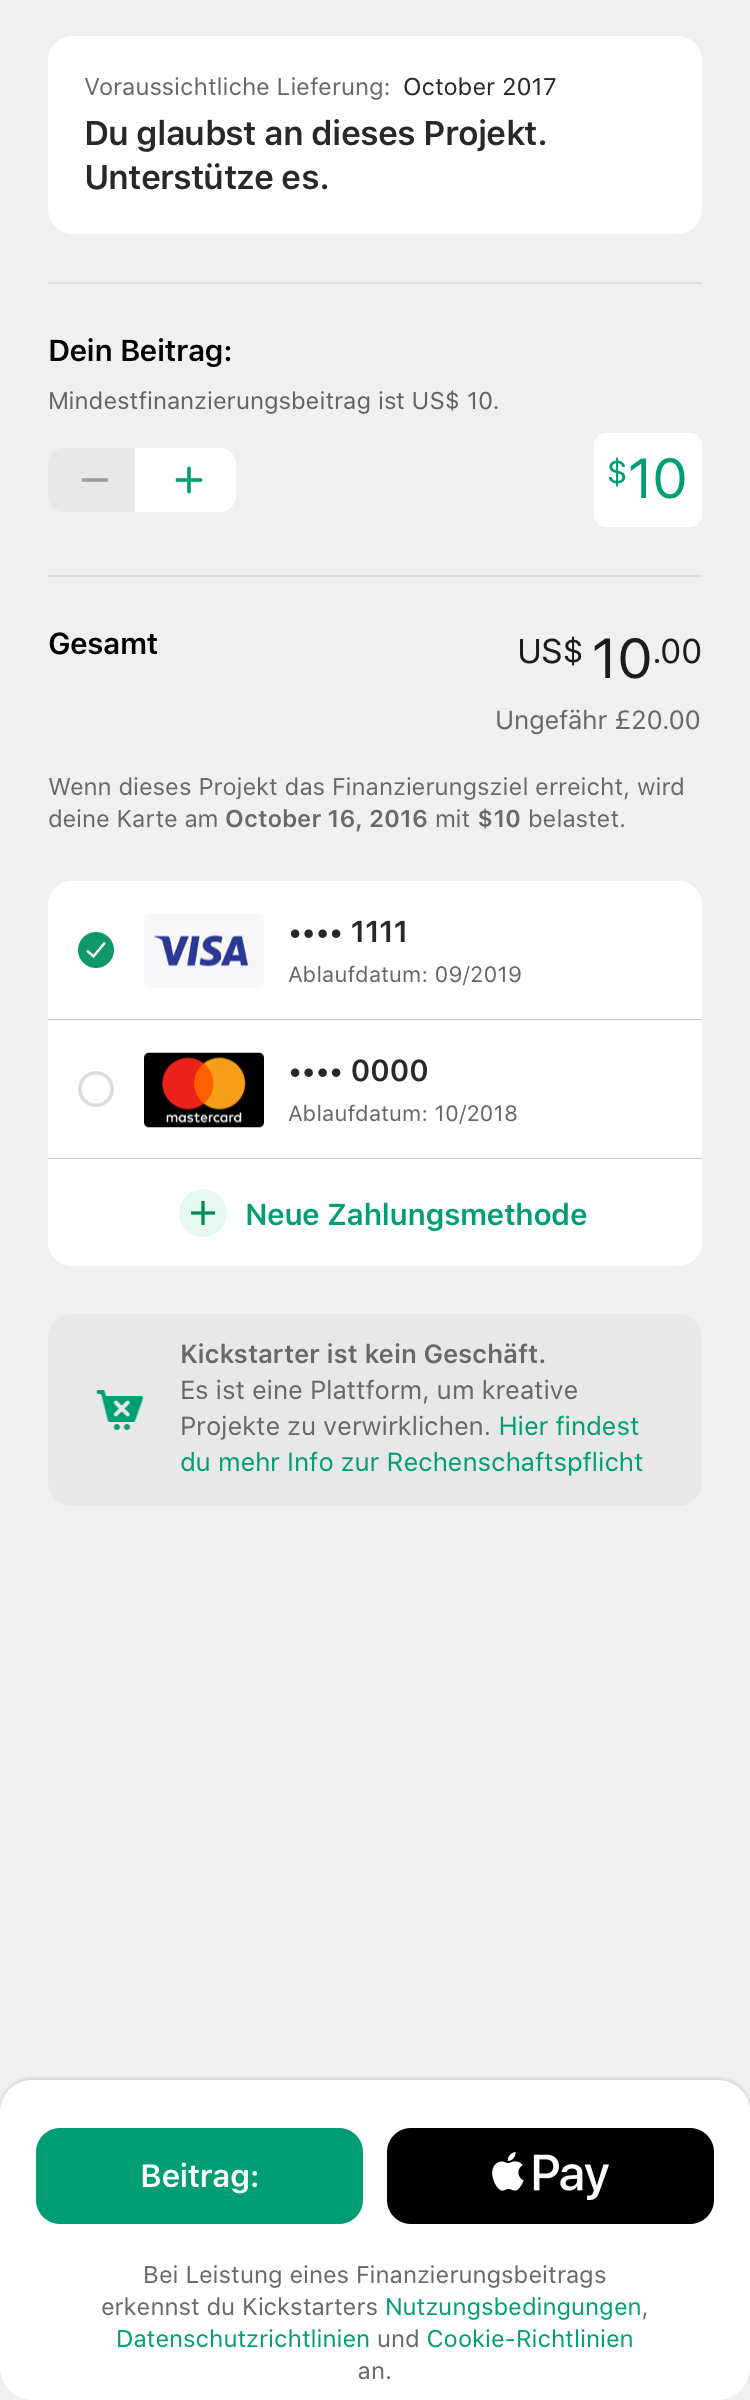 Voraussichtliche Lieferung: October 2017
Du glaubst an dieses Projekt.
Unterstütze es.
Dein Beitrag:
Mindestfinanzierungsbeitrag ist US$ 10.
− +
$10
Gesamt
US$ 10.00
Ungefähr £20.00
Wenn dieses Projekt das Finanzierungsziel erreicht, wird
deine Karte am October 16, 2016 mit $10 belastet.
VISA
•••• 1111
Ablaufdatum: 09/2019
mastercard
•••• 0000
Ablaufdatum: 10/2018
+ Neue Zahlungsmethode
Kickstarter ist kein Geschäft.
Es ist eine Plattform, um kreative
Projekte zu verwirklichen. Hier findest
du mehr Info zur Rechenschaftspflicht
Beitrag:
Pay
Bei Leistung eines Finanzierungsbeitrags
erkennst du Kickstarters Nutzungsbedingungen,
Datenschutzrichtlinien und Cookie-Richtlinien
an.